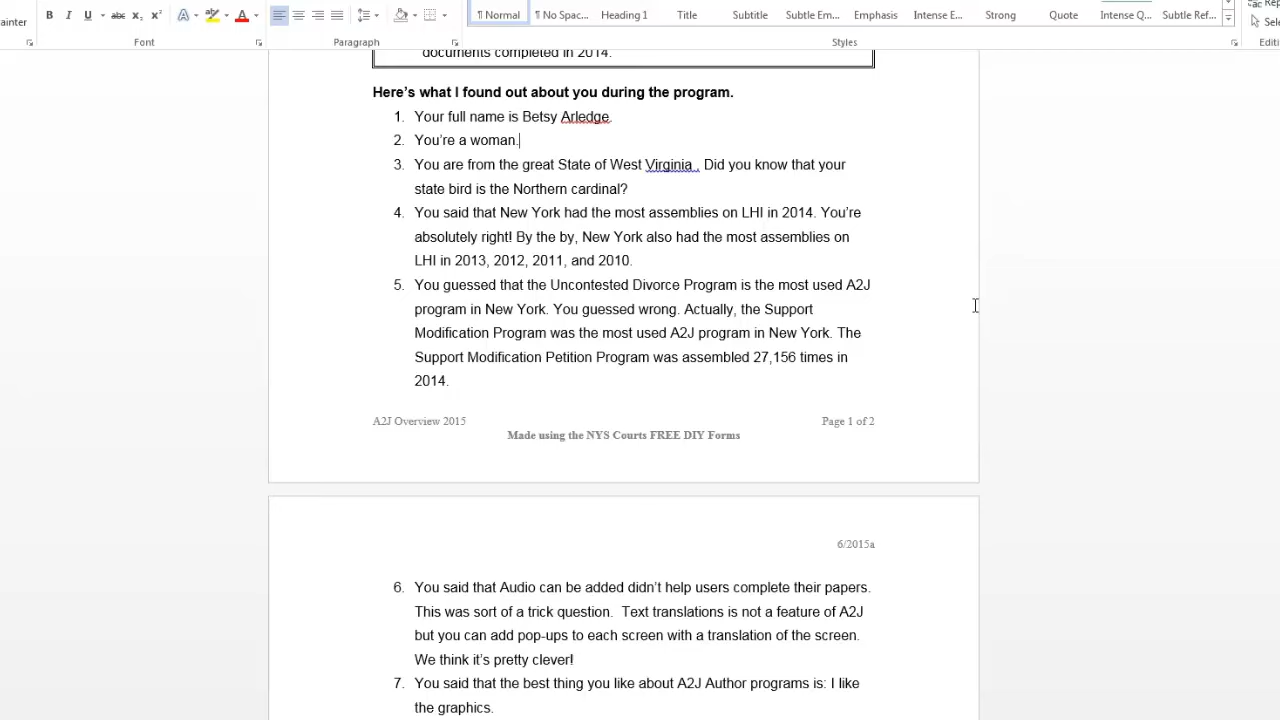 ainter
B I U abc x₂ x² A ab A
¶ Normal ¶ No Spac... Heading 1 Title Subtitle Subtle Em... Emphasis Intense E... Strong Quote Intense Q... Subtle Ref...
Font Paragraph Styles Editi
documents completed in 2014.
Here's what I found out about you during the program.
1. Your full name is Betsy Arledge.
2. You're a woman.
3. You are from the great State of West Virginia . Did you know that your
state bird is the Northern cardinal?
4. You said that New York had the most assemblies on LHI in 2014. You're
absolutely right! By the by, New York also had the most assemblies on
LHI in 2013, 2012, 2011, and 2010.
5. You guessed that the Uncontested Divorce Program is the most used A2J
program in New York. You guessed wrong. Actually, the Support
Modification Program was the most used A2J program in New York. The
Support Modification Petition Program was assembled 27,156 times in
2014.
A2J Overview 2015 Page 1 of 2
Made using the NYS Courts FREE DIY Forms
6/2015a
6. You said that Audio can be added didn't help users complete their papers.
This was sort of a trick question.  Text translations is not a feature of A2J
but you can add pop-ups to each screen with a translation of the screen.
We think it's pretty clever!
7. You said that the best thing you like about A2J Author programs is: I like
the graphics.